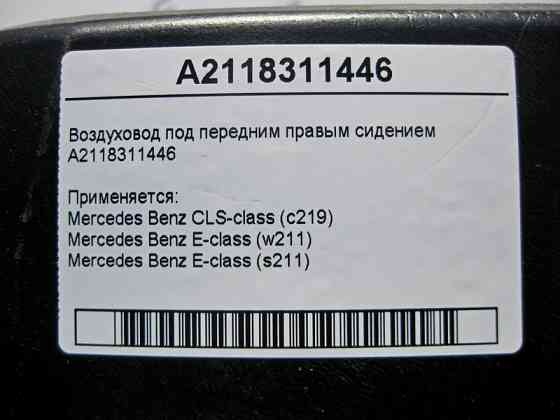 A2118311446
Воздуховод под передним правым сидением
A2118311446
Применяется:
Mercedes Benz CLS-class (c219)
Mercedes Benz E-class (w211)
Mercedes Benz E-class (s211)